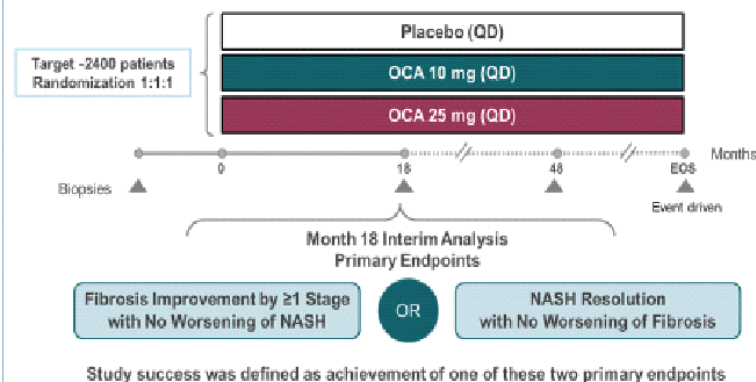 Placebo (QD)
Target ~2400 patients
Randomization 1:1:1
OCA 10 mg (QD)
OCA 25 mg (QD)
Months
0
18
48
EOS
Biopsies
Event driven
Month 18 Interim Analysis
Primary Endpoints
Fibrosis Improvement by ≥1 Stage
with No Worsening of NASH
OR
NASH Resolution
with No Worsening of Fibrosis
Study success was defined as achievement of one of these two primary endpoints